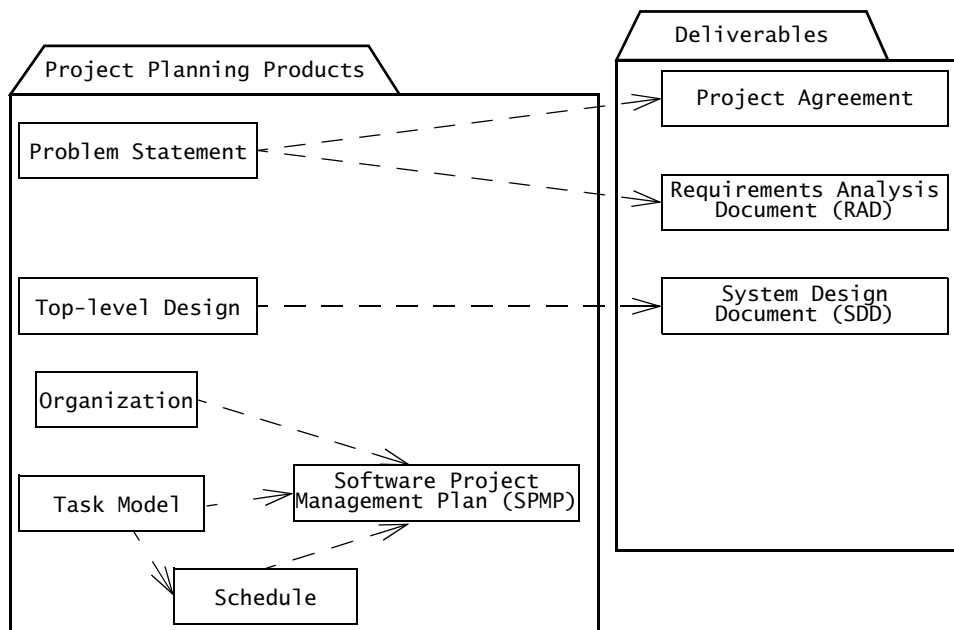 Project Planning Products
Problem Statement
Top-level Design
Organization
Task Model
Software Project
Management Plan (SPMP)
Schedule
Deliverables
Project Agreement
Requirements Analysis
Document (RAD)
System Design
Document (SDD)